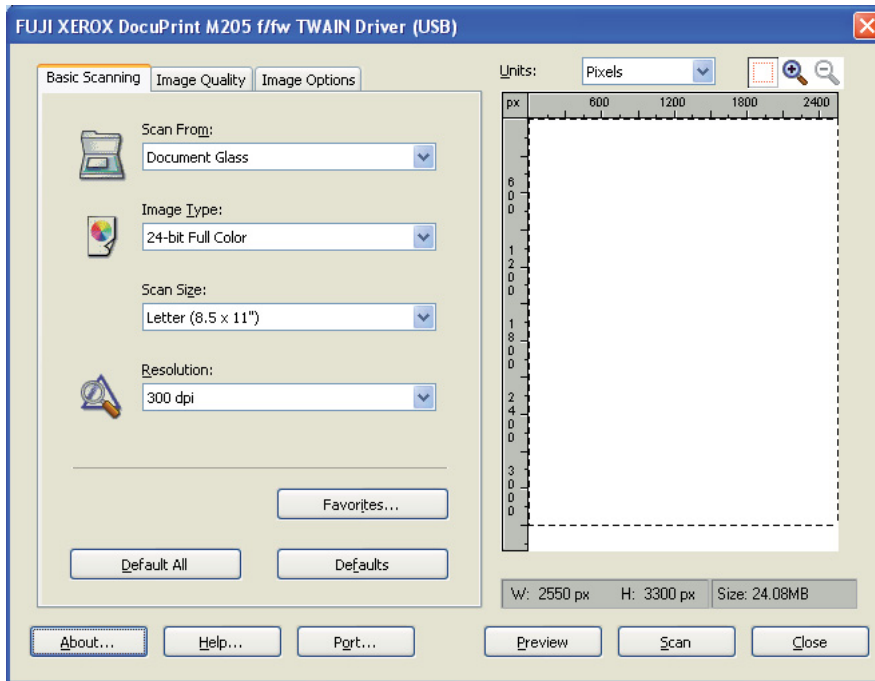 FUJI XEROX DocuPrint M205 f/fw TWAIN Driver (USB)
Basic Scanning
Image Quality
Image Options
Scan From:
Document Glass
Image Type:
24-bit Full Color
Scan Size:
Letter (8.5 x 11")
Resolution:
300 dpi
Favorites...
Default All
Defaults
Units:
Pixels
px
600 1200 1800 2400
600
1200
1800
2400
3000
W: 2550 px H: 3300 px Size: 24.08MB
About...
Help...
Port...
Preview
Scan
Close